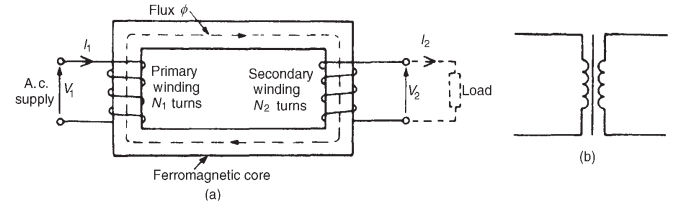 Flux ϕ
I₁
I₂
A. c.
supply
V₁
Primary
winding
N₁ turns
Secondary
winding
N₂ turns
V₂
Load
Ferromagnetic core
(a)
(b)